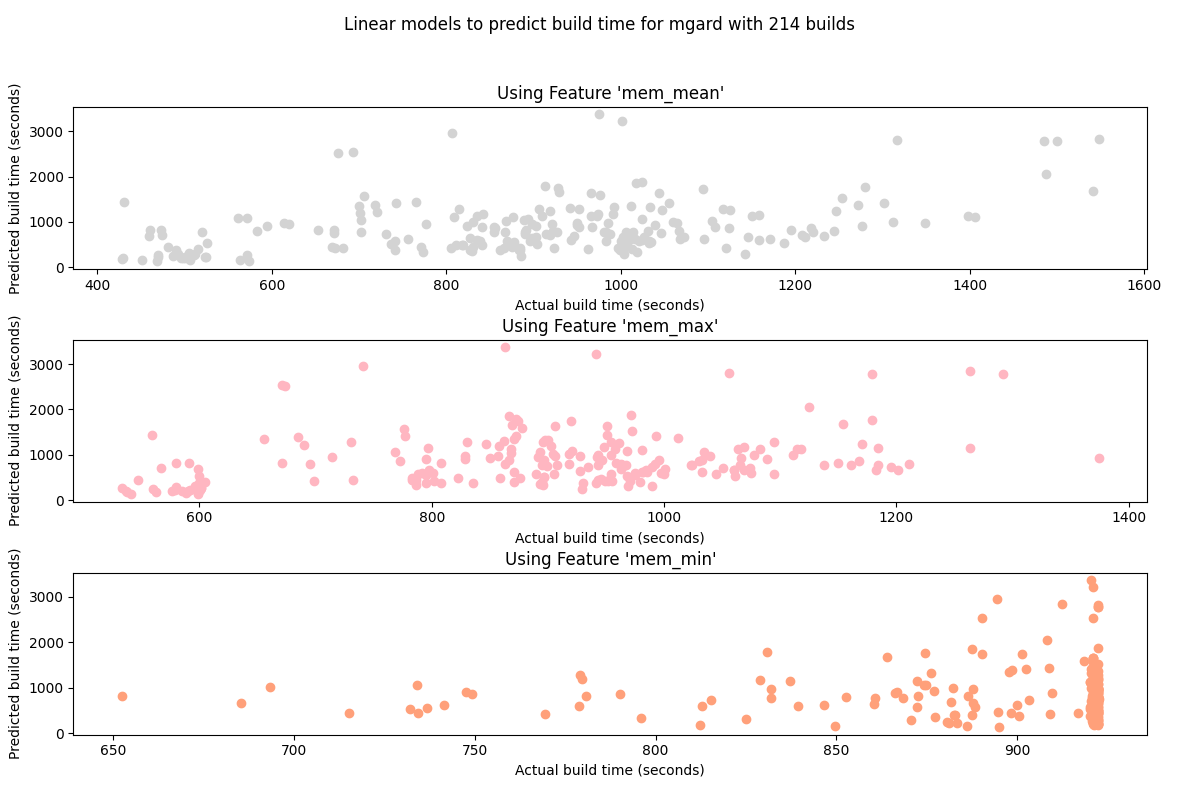 Linear models to predict build time for mgard with 214 builds
Using Feature 'mem_mean'
Predicted build time (seconds)
3000
2000
1000
0
400 600 800 1000 1200 1400 1600
Actual build time (seconds)
Using Feature 'mem_max'
Predicted build time (seconds)
3000
2000
1000
0
600 800 1000 1200 1400
Actual build time (seconds)
Using Feature 'mem_min'
Predicted build time (seconds)
3000
2000
1000
0
650 700 750 800 850 900
Actual build time (seconds)